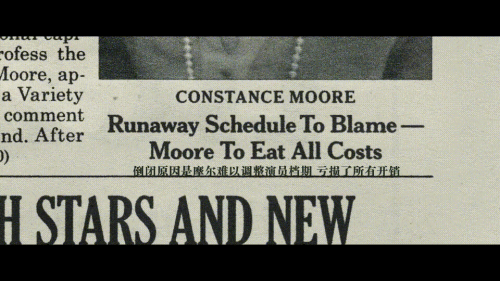 rofess the
Moore, ap-
a Variety
comment
nd. After
0)
CONSTANCE MOORE
Runaway Schedule To Blame —
Moore To Eat All Costs
倒闭原因是摩尔难以调整演员档期 亏损了所有开销
H STARS AND NEW